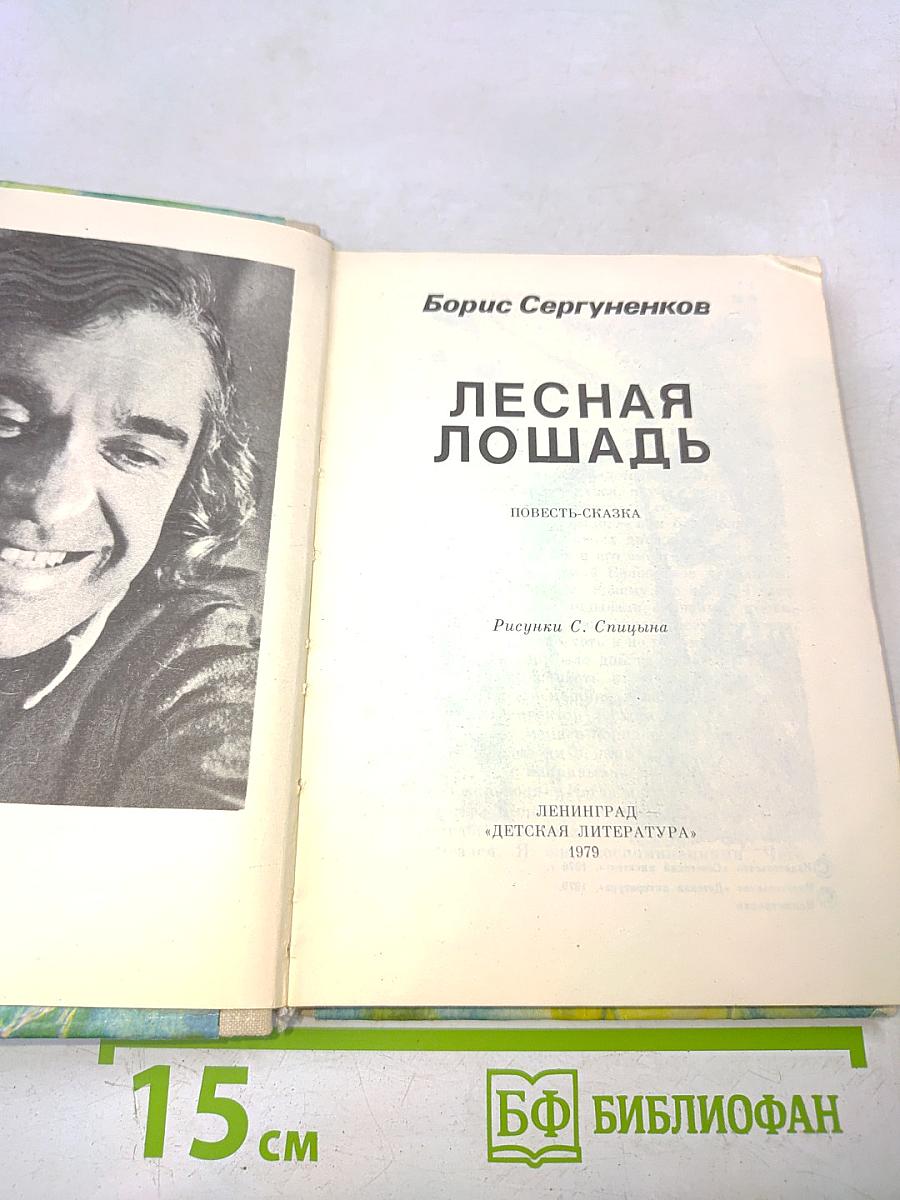 Борис Сергуненков
ЛЕСНАЯ
ЛОШАДЬ
ПОВЕСТЬ-СКАЗКА
Рисунки С. Спицына
ЛЕНИНГРАД
«ДЕТСКАЯ ЛИТЕРАТУРА»
1979
15 см
БФ БИБЛИОФАН